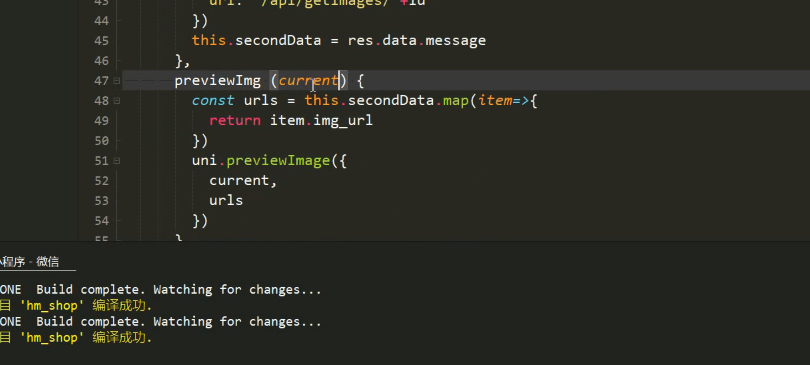 43 url: '/api/getimages/'+id
44 })
45 this.secondData = res.data.message
46 },
47 previewImg (current) {
48 const urls = this.secondData.map(item=>{
49 return item.img_url
50 })
51 uni.previewImage({
52 current,
53 urls
54 })
55 }
小程序 - 微信
ONE Build complete. Watching for changes...
目 'hm_shop' 编译成功.
ONE Build complete. Watching for changes...
目 'hm_shop' 编译成功.